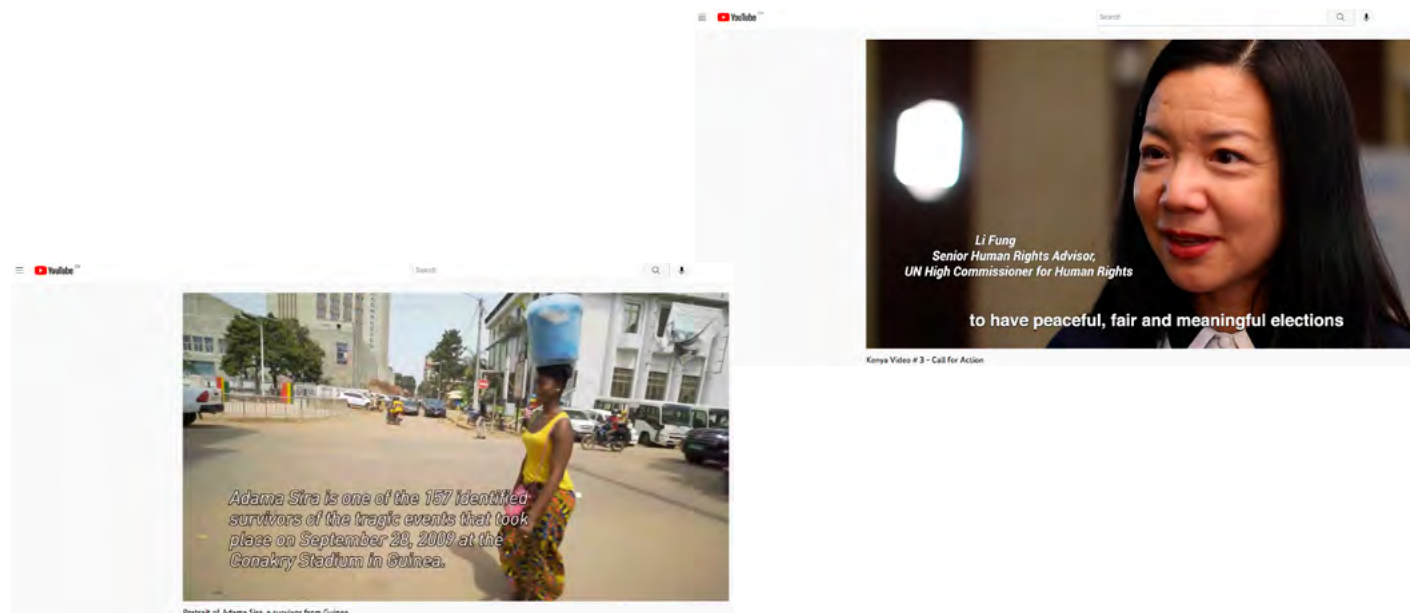 YouTube CH
Search
Li Fung
Senior Human Rights Advisor,
UN High Commissioner for Human Rights
to have peaceful, fair and meaningful elections
Kenya Video # 3 - Call for Action
YouTube
Search
Adama Sira is one of the 157 identified
survivors of the tragic events that took
place on September 28, 2009 at the
Conakry Stadium in Guinea.
Portrait of Adama Sira, a survivor from Guinea